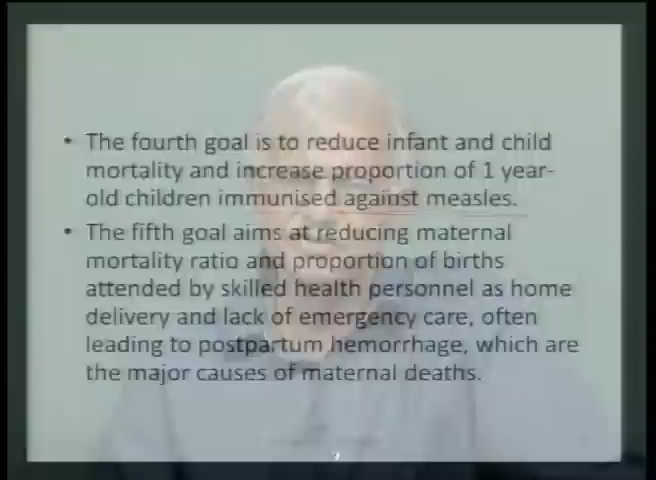 • The fourth goal is to reduce infant and child
mortality and increase proportion of 1 year-
old children immunised against measles.
• The fifth goal aims at reducing maternal
mortality ratio and proportion of births
attended by skilled health personnel as home
delivery and lack of emergency care, often
leading to postpartum hemorrhage, which are
the major causes of maternal deaths.